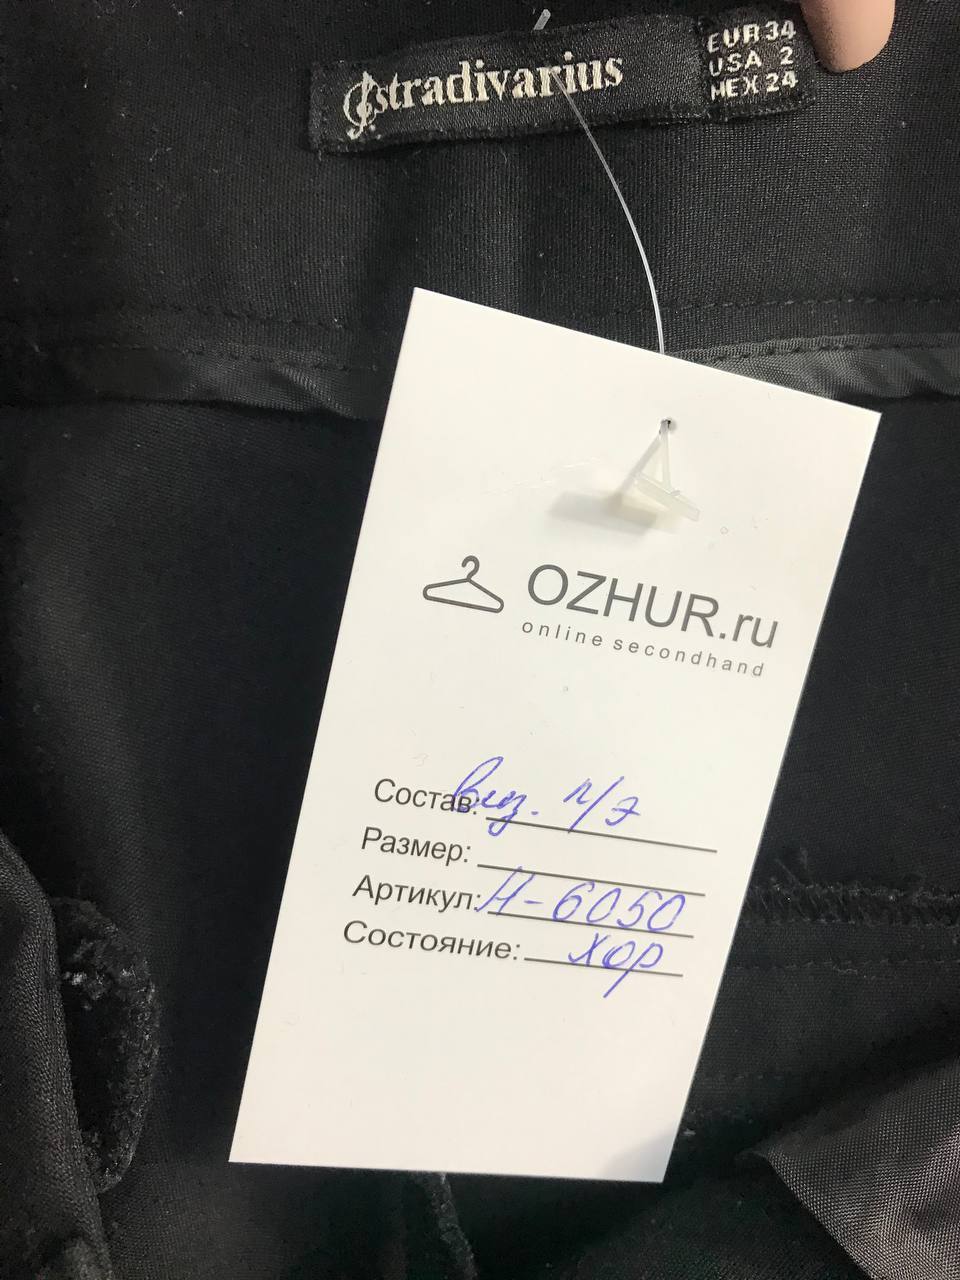 stradivarius
EUR 34
USA 2
MEX 24
OZHUR.ru
online secondhand
Состав: виз. п/э
Размер:
Артикул: Н-6050
Состояние: хор